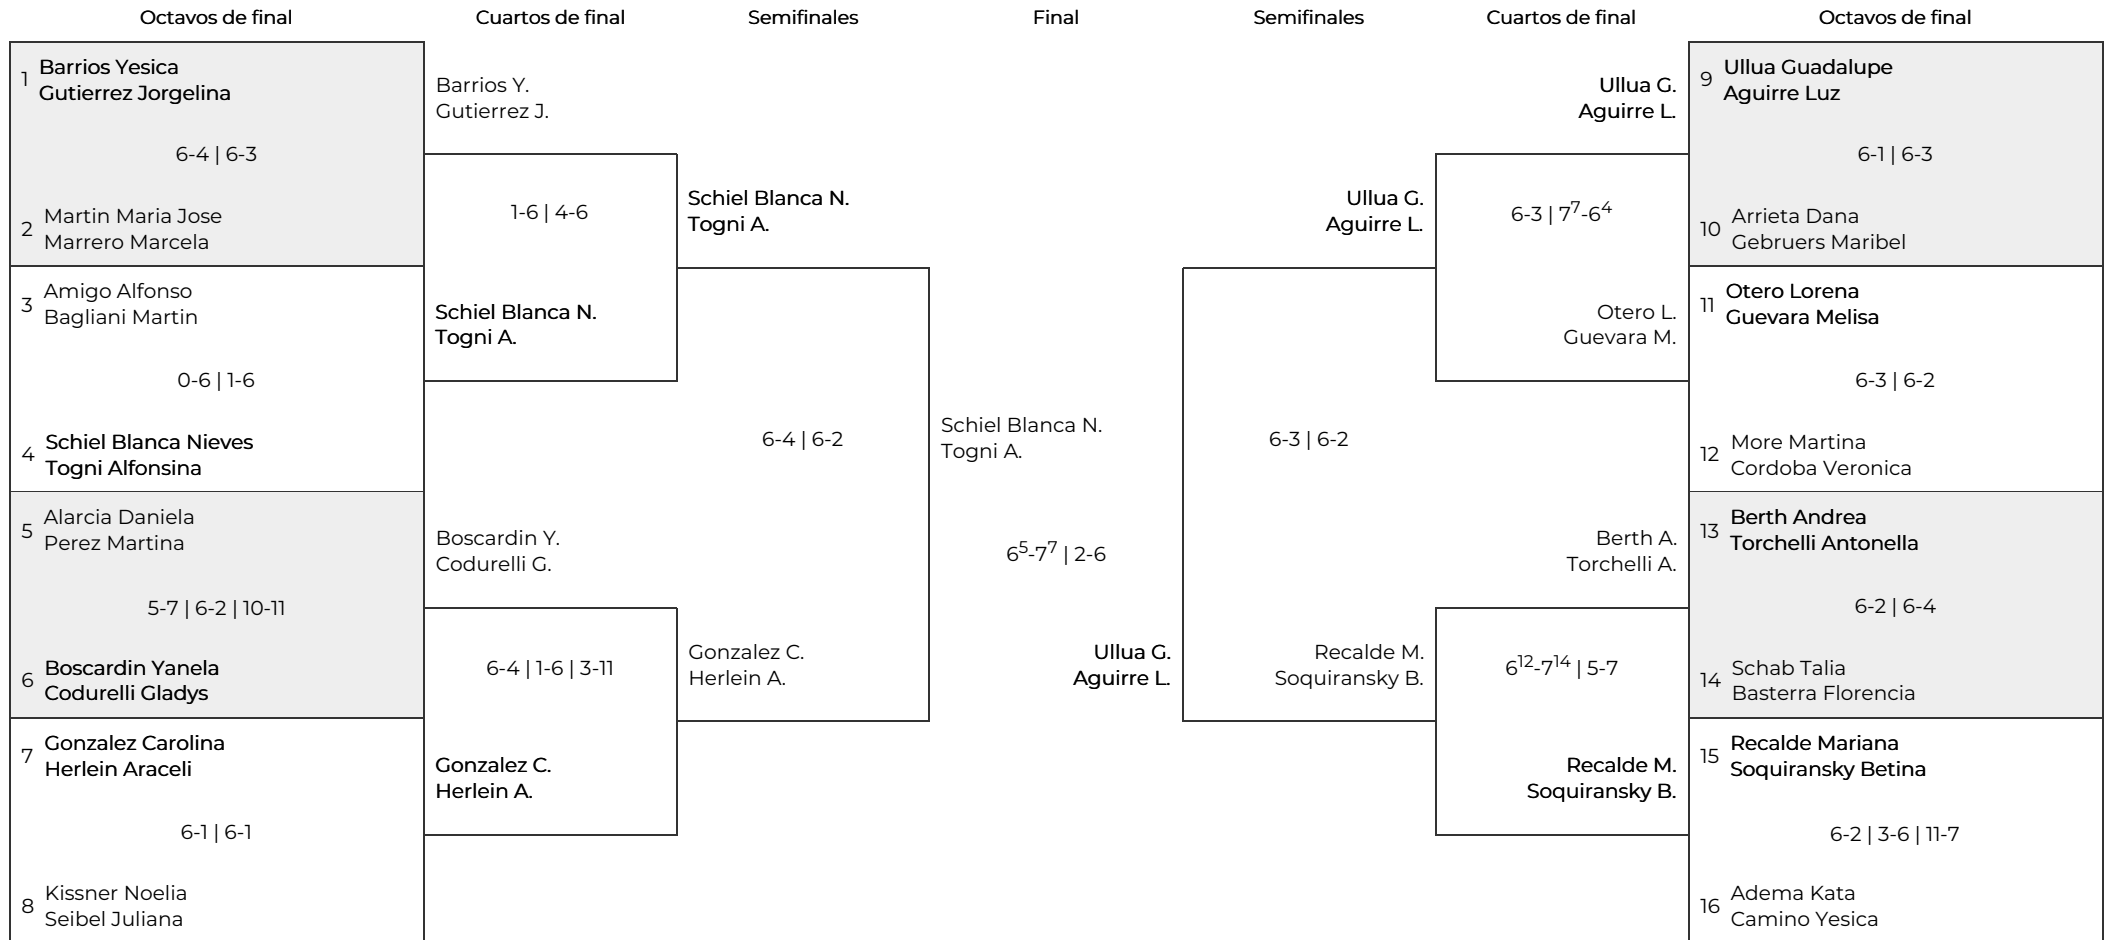 Octavos de final
Cuartos de final
Semifinales
Final
Semifinales
Cuartos de final
Octavos de final
1
Barrios Yesica
Gutierrez Jorgelina
6-4 | 6-3
2
Martin Maria Jose
Marrero Marcela
3
Amigo Alfonso
Bagliani Martin
0-6 | 1-6
4
Schiel Blanca Nieves
Togni Alfonsina
5
Alarcia Daniela
Perez Martina
5-7 | 6-2 | 10-11
6
Boscardin Yanela
Codurelli Gladys
7
Gonzalez Carolina
Herlein Araceli
6-1 | 6-1
8
Kissner Noelia
Seibel Juliana
Barrios Y.
Gutierrez J.
1-6 | 4-6
Schiel Blanca N.
Togni A.
Boscardin Y.
Codurelli G.
6-4 | 1-6 | 3-11
Gonzalez C.
Herlein A.
Schiel Blanca N.
Togni A.
6-4 | 6-2
Gonzalez C.
Herlein A.
Schiel Blanca N.
Togni A.
6⁵-7⁷ | 2-6
Ullua G.
Aguirre L.
Ullua G.
Aguirre L.
6-3 | 6-2
Recalde M.
Soquiransky B.
Ullua G.
Aguirre L.
6-3 | 7⁷-6⁴
Otero L.
Guevara M.
Berth A.
Torchelli A.
6¹²-7¹⁴ | 5-7
Recalde M.
Soquiransky B.
9
Ullua Guadalupe
Aguirre Luz
6-1 | 6-3
10
Arrieta Dana
Gebruers Maribel
11
Otero Lorena
Guevara Melisa
6-3 | 6-2
12
More Martina
Cordoba Veronica
13
Berth Andrea
Torchelli Antonella
6-2 | 6-4
14
Schab Talia
Basterra Florencia
15
Recalde Mariana
Soquiransky Betina
6-2 | 3-6 | 11-7
16
Adema Kata
Camino Yesica